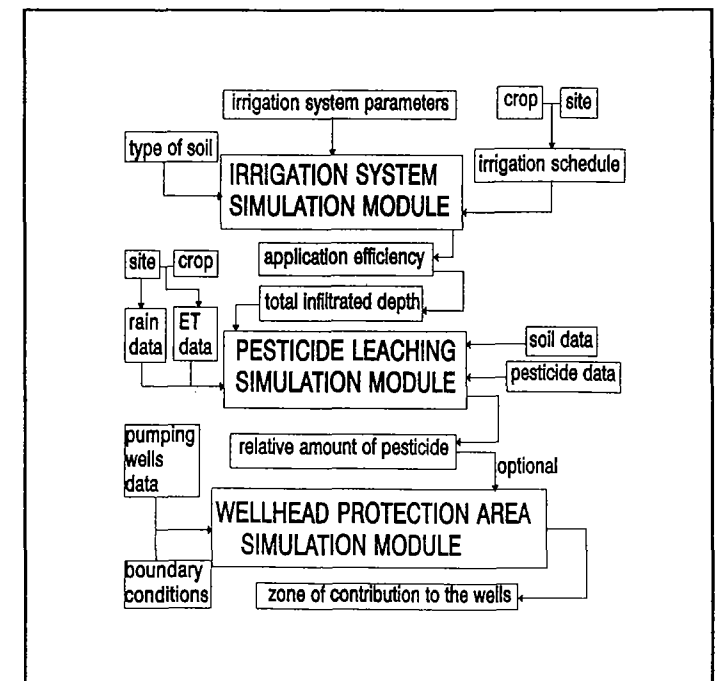 irrigation system parameters
crop
site
type of soil
IRRIGATION SYSTEM
SIMULATION MODULE
irrigation schedule
application efficiency
site
crop
total infiltrated depth
rain
data
ET
data
PESTICIDE LEACHING
SIMULATION MODULE
soil data
pesticide data
pumping
wells
data
relative amount of pesticide
optional
WELLHEAD PROTECTION AREA
SIMULATION MODULE
boundary
conditions
zone of contribution to the wells